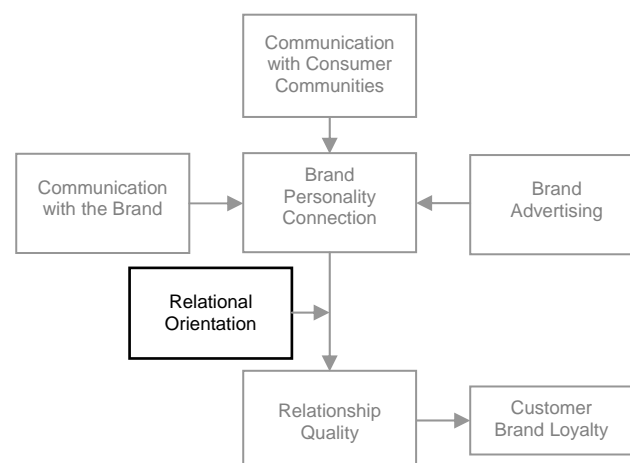 Communication
with Consumer
Communities
Communication
with the Brand
Brand
Personality
Connection
Brand
Advertising
Relational
Orientation
Relationship
Quality
Customer
Brand Loyalty